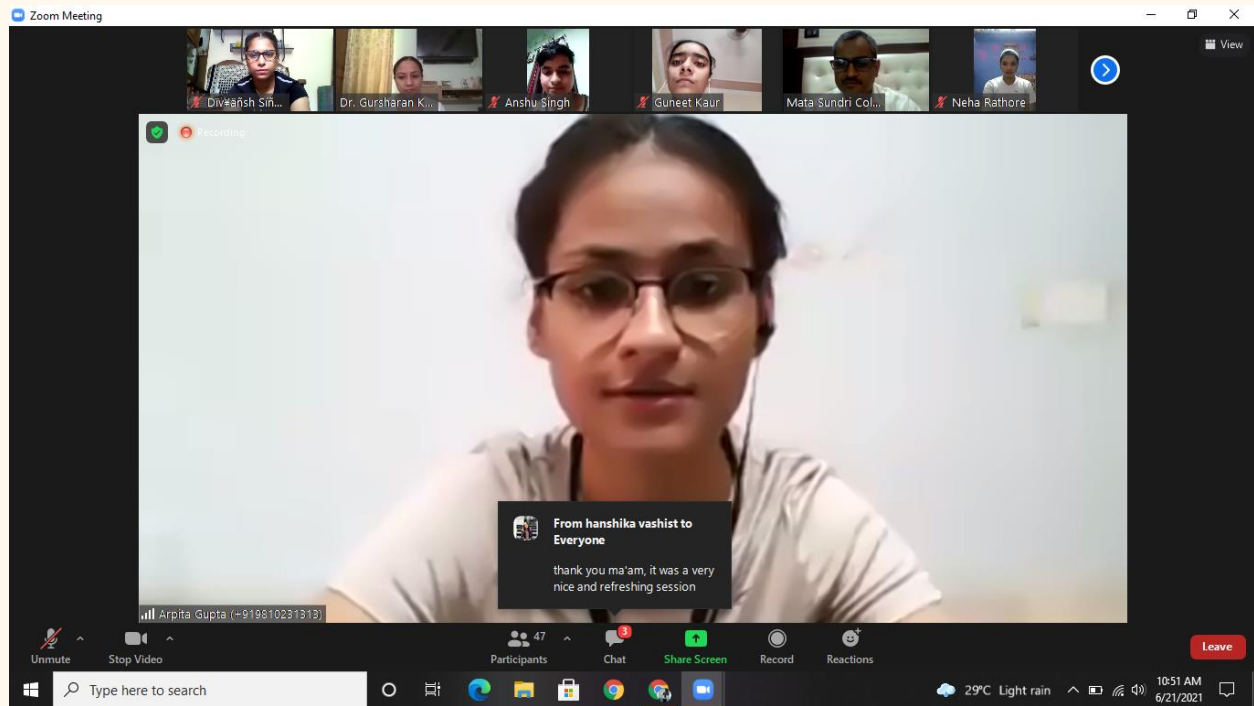 Zoom Meeting
View
Dr. Gursharan K...
Anshu Singh
Guneet Kaur
Mata Sundri Col...
Neha Rathore
Recording
From hanshika vashist to
Everyone
thank you ma'am, it was a very
nice and refreshing session
Arpita Gupta (+919810231313)
Unmute
Stop Video
47
Participants
3
Chat
Share Screen
Record
Reactions
Leave
Type here to search
29°C Light rain
10:51 AM
6/21/2021